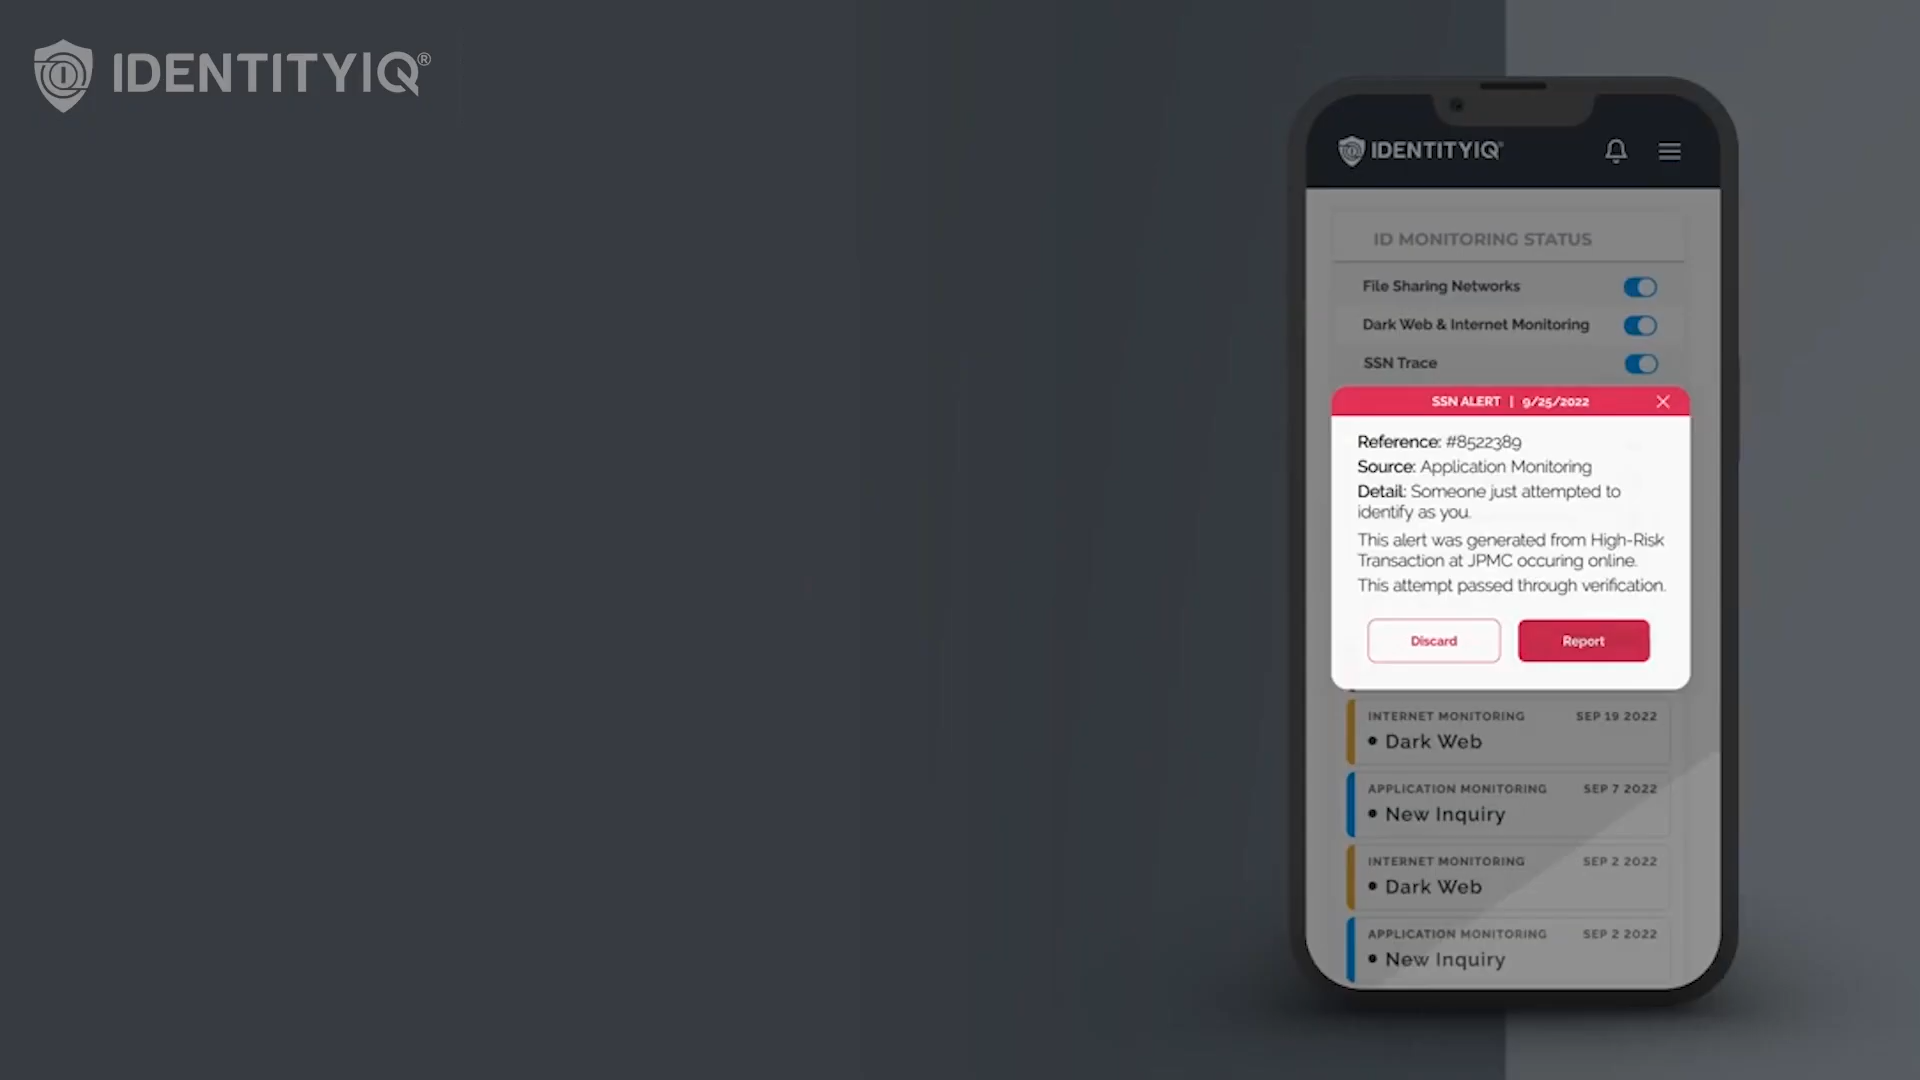 IDENTITYIQ®
IDENTITYIQ®
ID MONITORING STATUS
File Sharing Networks
Dark Web & Internet Monitoring
SSN Trace
SSN ALERT | 9/25/2022
Reference: #8522389
Source: Application Monitoring
Detail: Someone just attempted to
identify as you.
This alert was generated from High-Risk
Transaction at JPMC occuring online.
This attempt passed through verification.
Discard Report
INTERNET MONITORING SEP 19 2022
• Dark Web
APPLICATION MONITORING SEP 7 2022
• New Inquiry
INTERNET MONITORING SEP 2 2022
• Dark Web
APPLICATION MONITORING SEP 2 2022
• New Inquiry